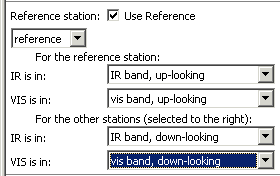 Reference station: Use Reference
reference
For the reference station:
IR is in: IR band, up-looking
VIS is in: vis band, up-looking
For the other stations (selected to the right):
IR is in: IR band, down-looking
VIS is in: vis band, down-looking